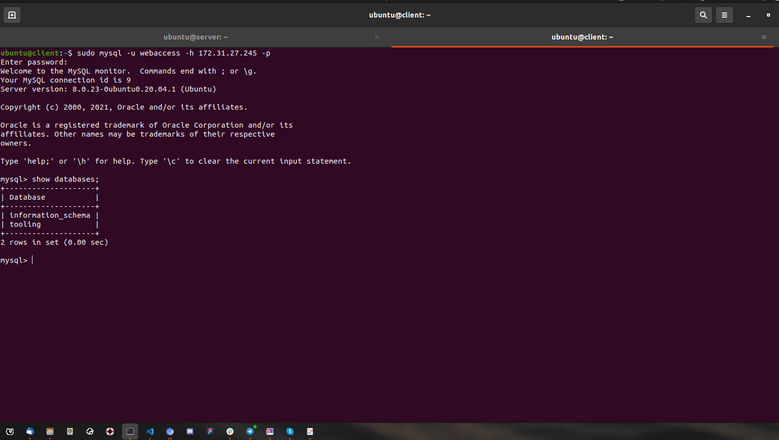 ubuntu@client: ~
ubuntu@server: ~
ubuntu@client: ~
ubuntu@client:~$ sudo mysql -u webaccess -h 172.31.27.245 -p
Enter password:
Welcome to the MySQL monitor.  Commands end with ; or \g.
Your MySQL connection id is 9
Server version: 8.0.23-0ubuntu0.20.04.1 (Ubuntu)
Copyright (c) 2000, 2021, Oracle and/or its affiliates.
Oracle is a registered trademark of Oracle Corporation and/or its
affiliates. Other names may be trademarks of their respective
owners.
Type 'help;' or '\h' for help. Type '\c' to clear the current input statement.
mysql> show databases;
+--------------------+
| Database           |
+--------------------+
| information_schema |
| tooling            |
+--------------------+
2 rows in set (0.00 sec)
mysql>